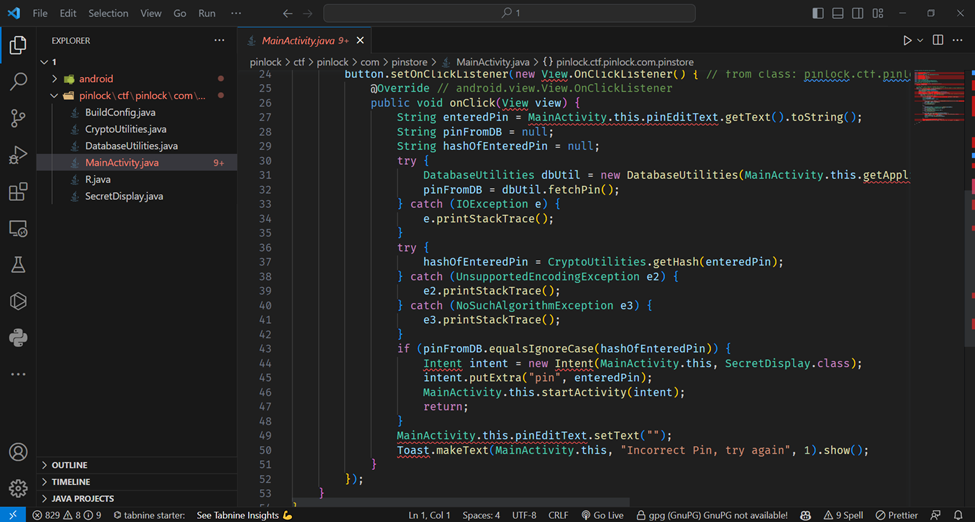 File Edit Selection View Go Run ··· ← → 1
EXPLORER ···
1
android
pinlock\ctf\pinlock\com\...
BuildConfig.java
CryptoUtilities.java
DatabaseUtilities.java
MainActivity.java 9+
R.java
SecretDisplay.java
OUTLINE
TIMELINE
JAVA PROJECTS
MainActivity.java 9+ ×
pinlock > ctf > pinlock > com > pinstore > MainActivity.java > {} pinlock.ctf.pinlock.com.pinstore
24 button.setOnClickListener(new View.OnClickListener() { // from class: pinlock.ctf.pinl
25 @Override // android.view.View.OnClickListener
26 public void onClick(View view) {
27 String enteredPin = MainActivity.this.pinEditText.getText().toString();
28 String pinFromDB = null;
29 String hashOfEnteredPin = null;
30 try {
31 DatabaseUtilities dbUtil = new DatabaseUtilities(MainActivity.this.getAppli
32 pinFromDB = dbUtil.fetchPin();
33 } catch (IOException e) {
34 e.printStackTrace();
35 }
36 try {
37 hashOfEnteredPin = CryptoUtilities.getHash(enteredPin);
38 } catch (UnsupportedEncodingException e2) {
39 e2.printStackTrace();
40 } catch (NoSuchAlgorithmException e3) {
41 e3.printStackTrace();
42 }
43 if (pinFromDB.equalsIgnoreCase(hashOfEnteredPin)) {
44 Intent intent = new Intent(MainActivity.this, SecretDisplay.class);
45 intent.putExtra("pin", enteredPin);
46 MainActivity.this.startActivity(intent);
47 return;
48 }
49 MainActivity.this.pinEditText.setText("");
50 Toast.makeText(MainActivity.this, "Incorrect Pin, try again", 1).show();
51 }
52 });
53 }
829 8 9 tabnine starter: See Tabnine Insights 💪 Ln 1, Col 1 Spaces: 4 UTF-8 CRLF Go Live gpg (GnuPG) GnuPG not available! 9 Spell Prettier